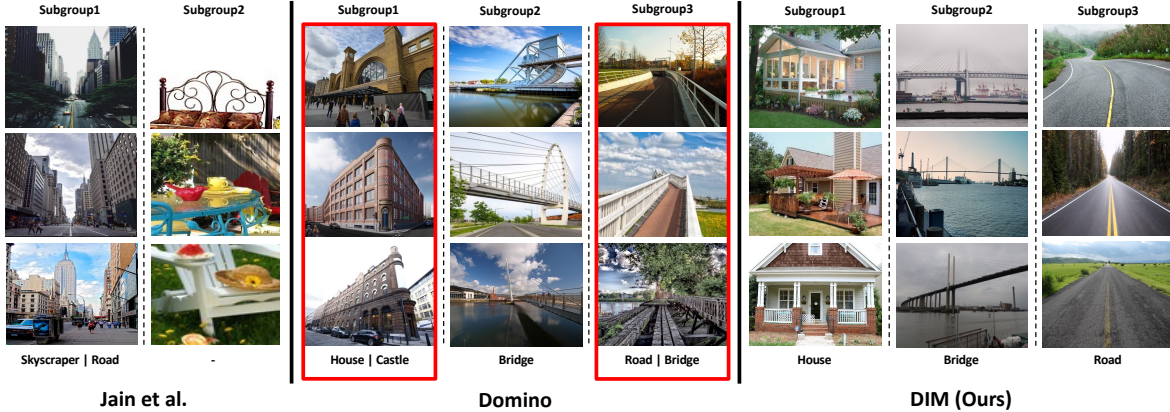 Subgroup1 Subgroup2 Subgroup1 Subgroup2 Subgroup3 Subgroup1 Subgroup2 Subgroup3
Skyscraper | Road - House | Castle Bridge Road | Bridge House Bridge Road
Jain et al. Domino DIM (Ours)